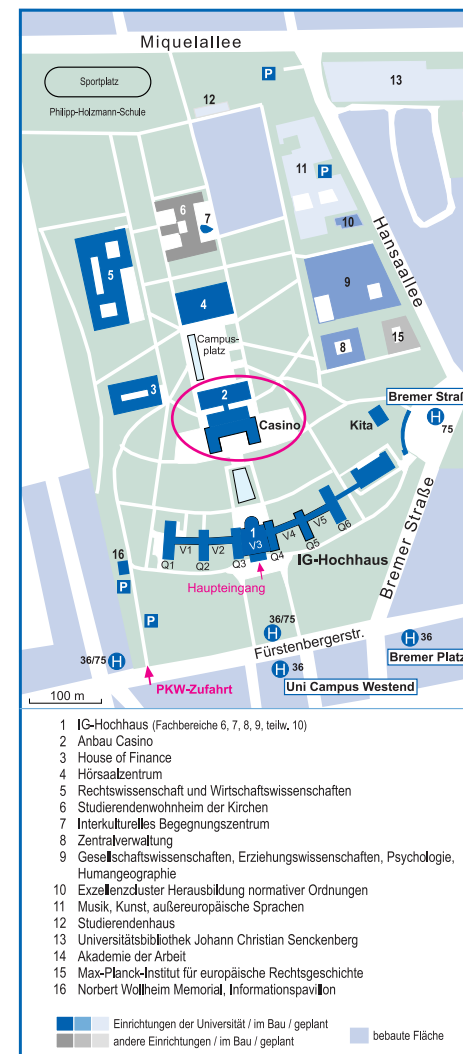 Miquelallee
Sportplatz
Philipp-Holzmann-Schule
P
12
13
11
P
10
Hansaallee
6
7
5
4
9
8
15
Campus-
platz
3
2
Casino
Kita
Bremer Straß
H
75
Bremer Straße
1
V1
V2
V3
V4
V5
Q1
Q2
Q3
Q4
Q5
Q6
IG-Hochhaus
Haupteingang
16
P
P
36/75
H
36/75 H
Fürstenbergerstr.
H 36
Bremer Platz
H 36
Uni Campus Westend
PKW-Zufahrt
100 m
1 IG-Hochhaus (Fachbereiche 6, 7, 8, 9, teilw. 10)
2 Anbau Casino
3 House of Finance
4 Hörsaalzentrum
5 Rechtswissenschaft und Wirtschaftswissenschaften
6 Studierendenwohnheim der Kirchen
7 Interkulturelles Begegnungszentrum
8 Zentralverwaltung
9 Gesellschaftswissenschaften, Erziehungswissenschaften, Psychologie,
Humangeographie
10 Exzellenzcluster Herausbildung normativer Ordnungen
11 Musik, Kunst, außereuropäische Sprachen
12 Studierendenhaus
13 Universitätsbibliothek Johann Christian Senckenberg
14 Akademie der Arbeit
15 Max-Planck-Institut für europäische Rechtsgeschichte
16 Norbert Wollheim Memorial, Informationspavillon
Einrichtungen der Universität / im Bau / geplant
andere Einrichtungen / im Bau / geplant
bebaute Fläche